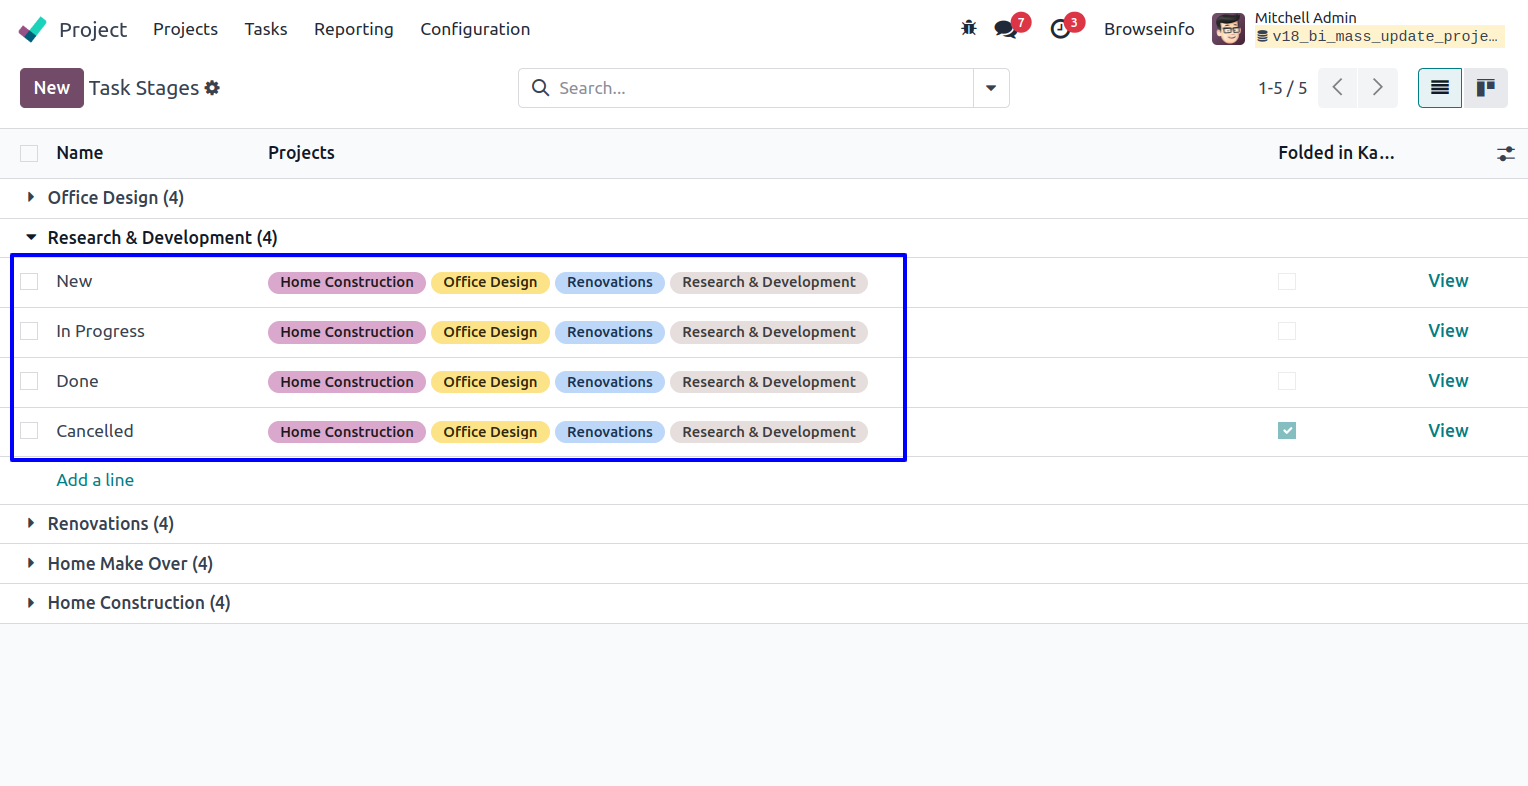 Project Projects Tasks Reporting Configuration 7 3 Browseinfo Mitchell Admin
v18_bi_mass_update_proje...
New Task Stages Search... 1-5 / 5
Name Projects Folded in Ka...
Office Design (4)
Research & Development (4)
New Home Construction Office Design Renovations Research & Development View
In Progress Home Construction Office Design Renovations Research & Development View
Done Home Construction Office Design Renovations Research & Development View
Cancelled Home Construction Office Design Renovations Research & Development View
Add a line
Renovations (4)
Home Make Over (4)
Home Construction (4)